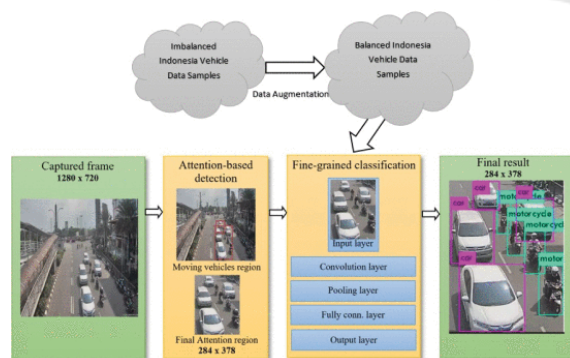 Imbalanced
Indonesia Vehicle
Data Samples
Data Augmentation
Balanced Indonesia
Vehicle Data
Samples
Captured frame
1280 x 720
Attention-based
detection
Moving vehicles region
Final Attention region
284 x 378
Fine-grained classification
Input layer
Convolution layer
Pooling layer
Fully conn. layer
Output layer
Final result
284 x 378
car
motorcycle
motorcycl
car
motor
car